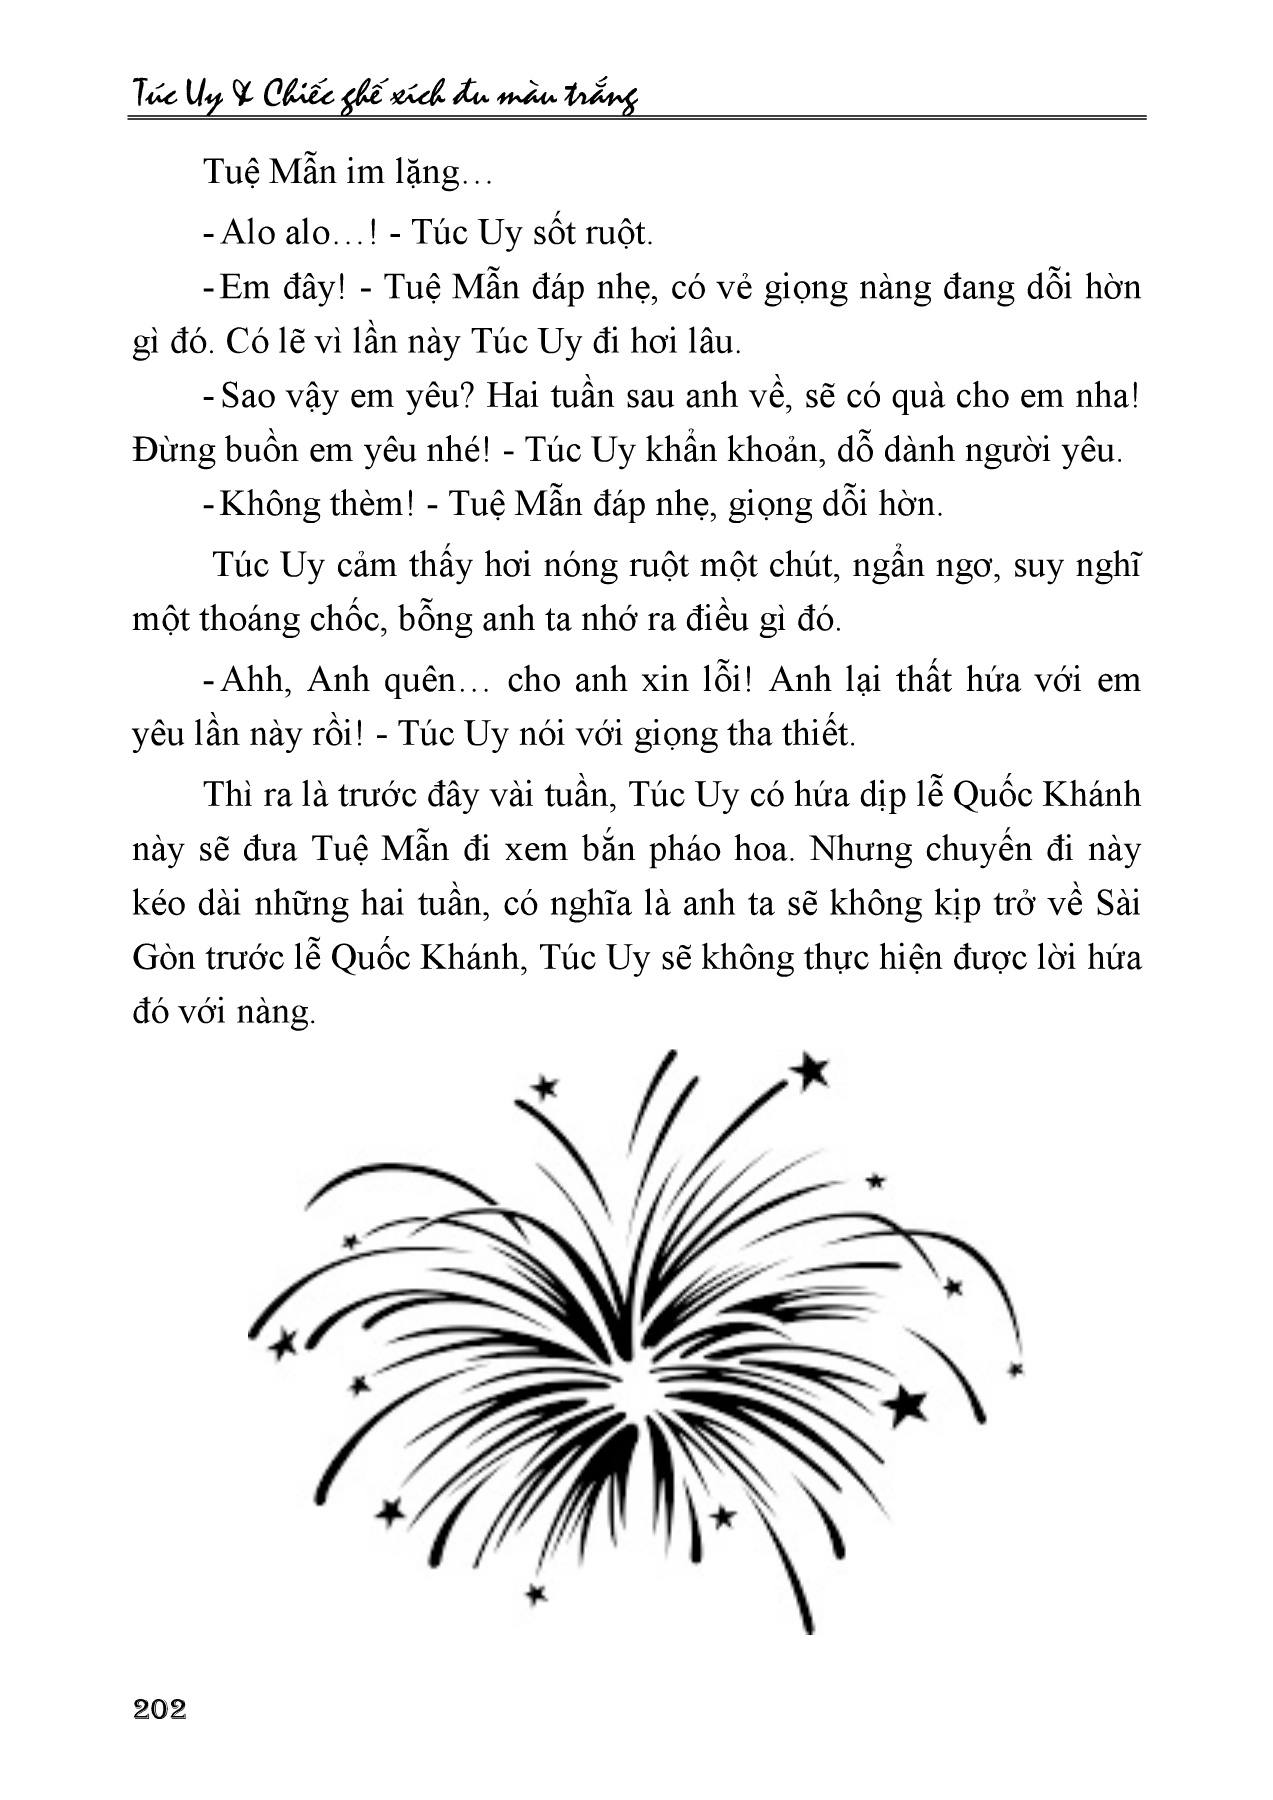 Túc Uy & Chiếc ghế xích đu màu trắng
Tuệ Mẫn im lặng…
- Alo alo…! - Túc Uy sốt ruột.
- Em đây! - Tuệ Mẫn đáp nhẹ, có vẻ giọng nàng đang dỗi hờn
gì đó. Có lẽ vì lần này Túc Uy đi hơi lâu.
- Sao vậy em yêu? Hai tuần sau anh về, sẽ có quà cho em nha!
Đừng buồn em yêu nhé! - Túc Uy khẩn khoản, dỗ dành người yêu.
- Không thèm! - Tuệ Mẫn đáp nhẹ, giọng dỗi hờn.
Túc Uy cảm thấy hơi nóng ruột một chút, ngẩn ngơ, suy nghĩ
một thoáng chốc, bỗng anh ta nhớ ra điều gì đó.
- Ahh, Anh quên… cho anh xin lỗi! Anh lại thất hứa với em
yêu lần này rồi! - Túc Uy nói với giọng tha thiết.
Thì ra là trước đây vài tuần, Túc Uy có hứa dịp lễ Quốc Khánh
này sẽ đưa Tuệ Mẫn đi xem bắn pháo hoa. Nhưng chuyến đi này
kéo dài những hai tuần, có nghĩa là anh ta sẽ không kịp trở về Sài
Gòn trước lễ Quốc Khánh, Túc Uy sẽ không thực hiện được lời hứa
đó với nàng.
202